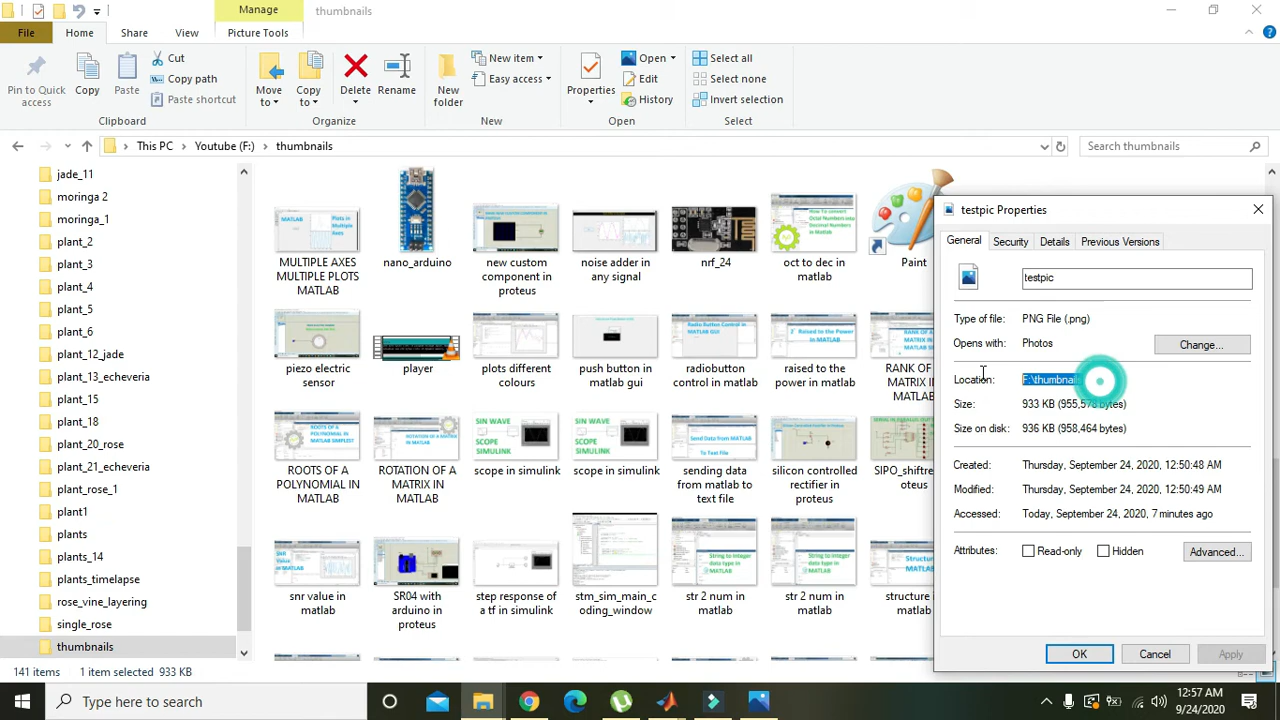 Manage
thumbnails
File
Home
Share
View
Picture Tools
Pin to Quick access
Copy
Paste
Cut
Copy path
Paste shortcut
Clipboard
Move to
Copy to
Delete
Rename
Organize
New folder
New item
Easy access
New
Properties
Open
Edit
History
Open
Select all
Select none
Invert selection
Select
This PC
Youtube (F:)
thumbnails
Search thumbnails
jade_11
moringa 2
moringa_1
plant_2
plant_3
plant_4
plant_5
plant_6
plant_12_jade
plant_13_echeveria
plant_15
plant_18
plant_20_rose
plant_21_echeveria
plant_rose_1
plant1
plants
plants_14
plants_timelapse
rose_vine_layering
single_rose
thumbnails
MULTIPLE AXES
MULTIPLE PLOTS
MATLAB
nano_arduino
new custom
component in
proteus
noise adder in
any signal
nrf_24
oct to dec in
matlab
Paint
piezo electric
sensor
player
plots different
colours
push button in
matlab gui
radiobutton
control in matlab
raised to the
power in matlab
RANK OF
MATRIX I
MATLAB
ROOTS OF A
POLYNOMIAL IN
MATLAB
ROTATION OF A
MATRIX IN
MATLAB
scope in simulink
scope in simulink
sending data
from matlab to
text file
silicon controlled
rectifier in
proteus
SIPO_shiftre
oteus
snr value in
matlab
SR04 with
arduino in
proteus
step response of
a tf in simulink
stm_sim_main_c
oding_window
str 2 num in
matlab
str 2 num in
matlab
structure i
matlab
testpic Properties
General
Security
Details
Previous Versions
testpic
Type of file: PNG File (.png)
Opens with: Photos
Change...
Location: F:\thumbnails
Size: 933 KB
Size on disk: 936 KB (958,464 bytes)
Created: Thursday, September 24, 2020, 12:50:48 AM
Modified: Thursday, September 24, 2020, 12:50:49 AM
Accessed: Today, September 24, 2020, 7 minutes ago
Attributes: Read-only Hidden Advanced...
OK
Cancel
Apply
141 items
1 item selected 933 KB
Type here to search
12:57 AM
9/24/2020